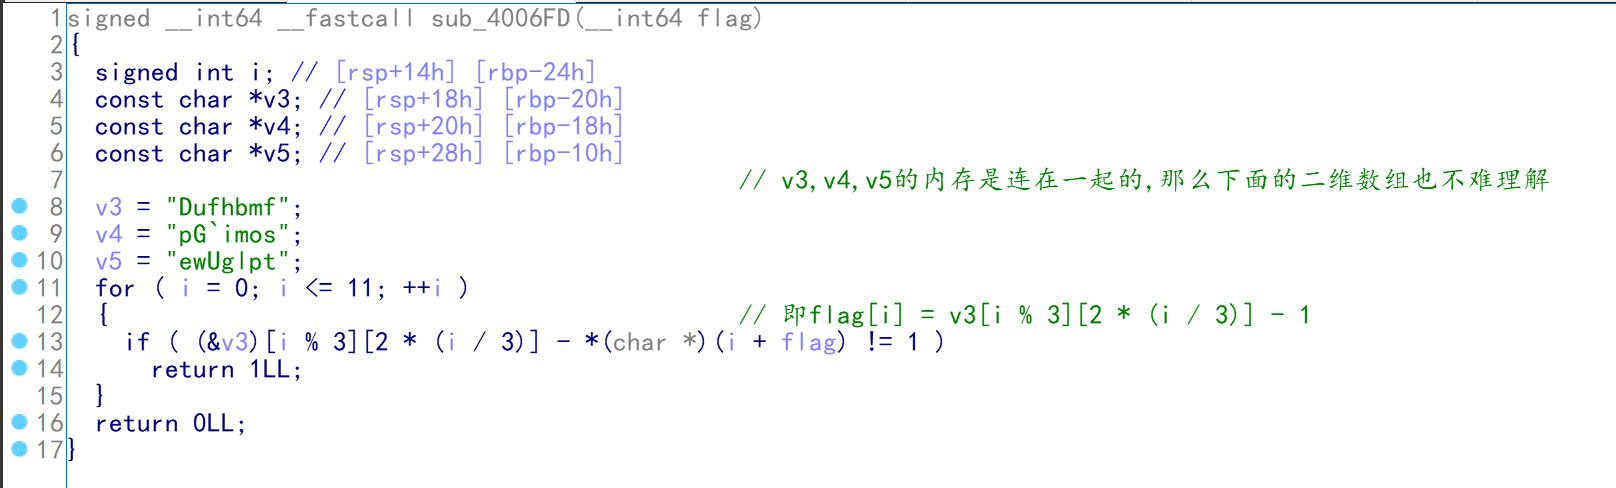 1 signed __int64 __fastcall sub_4006FD(__int64 flag)
2 {
3 signed int i; // [rsp+14h] [rbp-24h]
4 const char *v3; // [rsp+18h] [rbp-20h]
5 const char *v4; // [rsp+20h] [rbp-18h]
6 const char *v5; // [rsp+28h] [rbp-10h]
7 // v3,v4,v5的内存是连在一起的,那么下面的二维数组也不难理解
8 v3 = "Dufhbmf";
9 v4 = "pG`imos";
10 v5 = "ewUglpt";
11 for ( i = 0; i <= 11; ++i )
12 { // 即flag[i] = v3[i % 3][2 * (i / 3)] - 1
13 if ( (&v3)[i % 3][2 * (i / 3)] - *(char *)(i + flag) != 1 )
14 return 1LL;
15 }
16 return 0LL;
17 }